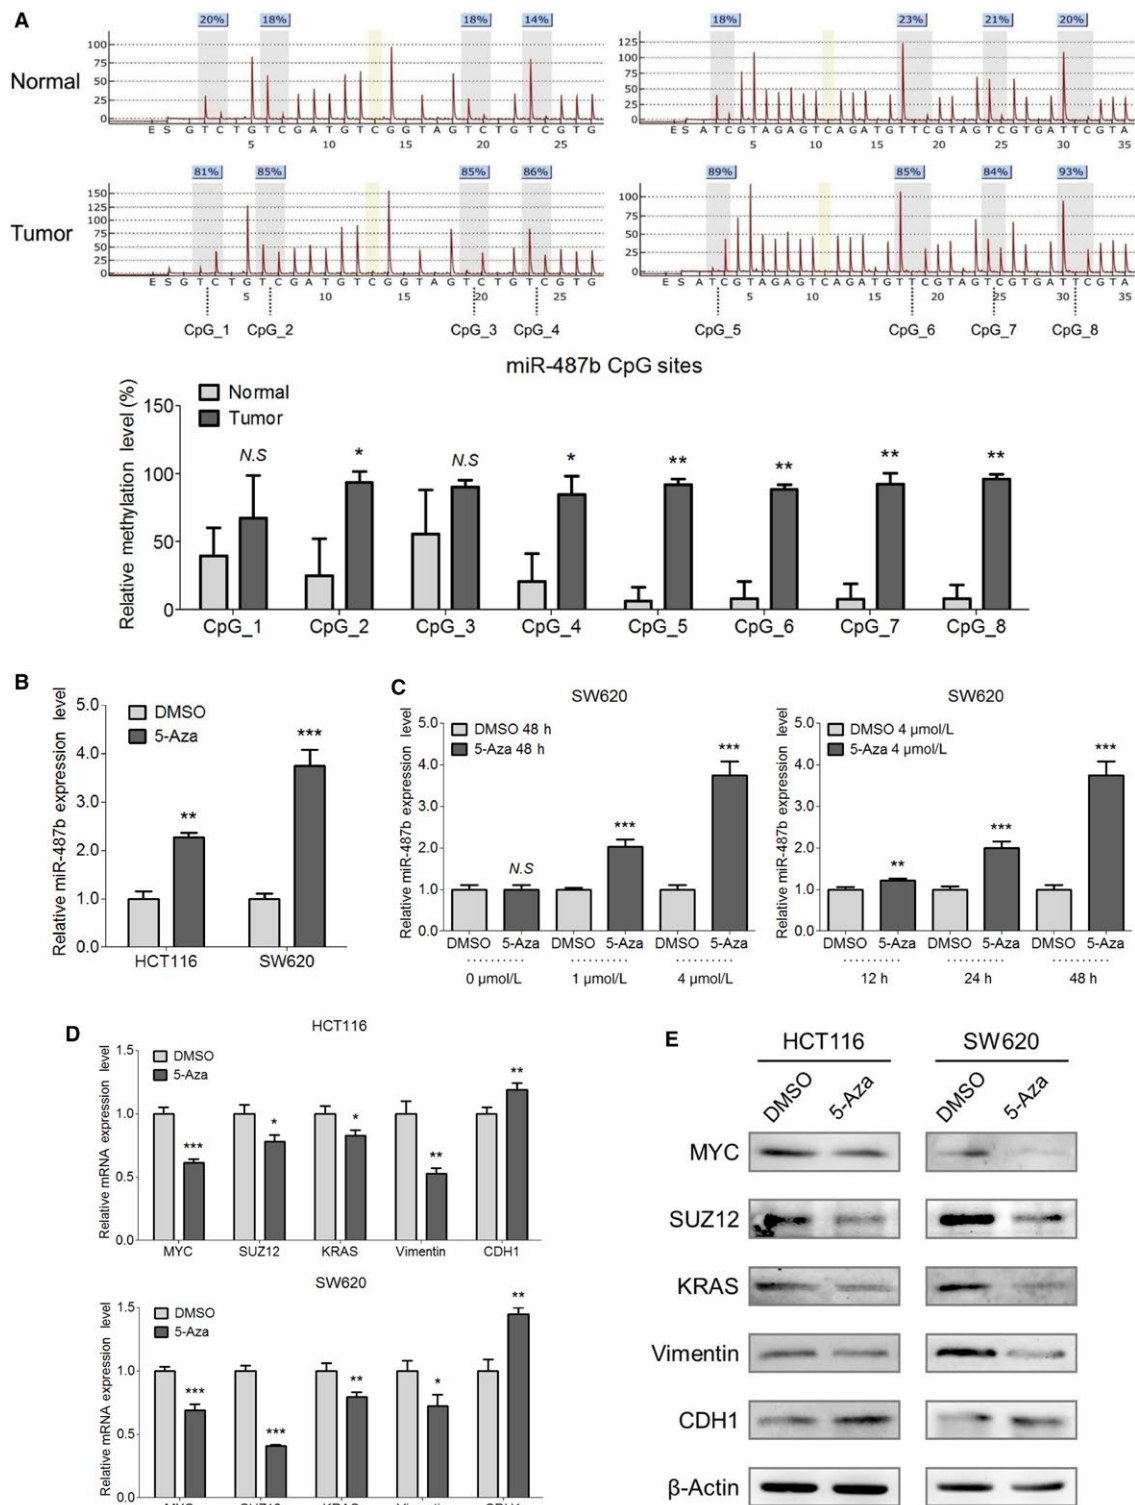 A
20% 18% 18% 14%
18% 23% 21% 20%
Normal
100
75
50
25
0
125
100
75
50
25
0
E S G T C T G T C G A T G T C G G T A G T C T G T C G T G
5 10 15 20 25
E S A T C G T A G A G T C A G A T G T T C G T A G T C G T G A T T C G T A
5 10 15 20 25 30 35
81% 85% 85% 86%
89% 85% 84% 93%
Tumor
150
125
100
75
50
25
0
100
75
50
25
0
E S G T C T G T C G A T G T C G G T A G T C T G T C G T G
5 10 15 20 25
E S A T C G T A G A G T C A G A T G T T C G T A G T C G T G A T T C G T A
5 10 15 20 25 30 35
CpG_1 CpG_2 CpG_3 CpG_4 CpG_5 CpG_6 CpG_7 CpG_8
miR-487b CpG sites
Relative methylation level (%)
150
100
50
0
Normal
Tumor
N.S * N.S * ** ** ** **
CpG_1 CpG_2 CpG_3 CpG_4 CpG_5 CpG_6 CpG_7 CpG_8
B
Relative miR-487b expression level
5.0
4.0
3.0
2.0
1.0
0.0
DMSO
5-Aza
** ***
HCT116 SW620
C
SW620
Relative miR-487b expression level
5.0
4.0
3.0
2.0
1.0
0.0
DMSO 48 h
5-Aza 48 h
N.S *** ***
DMSO 5-Aza DMSO 5-Aza DMSO 5-Aza
0 µmol/L 1 µmol/L 4 µmol/L
SW620
Relative miR-487b expression level
5.0
4.0
3.0
2.0
1.0
0.0
DMSO 4 µmol/L
5-Aza 4 µmol/L
** *** ***
DMSO 5-Aza DMSO 5-Aza DMSO 5-Aza
12 h 24 h 48 h
D
HCT116
Relative mRNA expression level
1.5
1.0
0.5
0.0
DMSO
5-Aza
*** * * ** **
MYC SUZ12 KRAS Vimentin CDH1
SW620
Relative mRNA expression level
1.5
1.0
0.5
0.0
DMSO
5-Aza
*** *** ** * **
MYC SUZ12 KRAS Vimentin CDH1
E
HCT116 SW620
DMSO 5-Aza DMSO 5-Aza
MYC
SUZ12
KRAS
Vimentin
CDH1
β-Actin